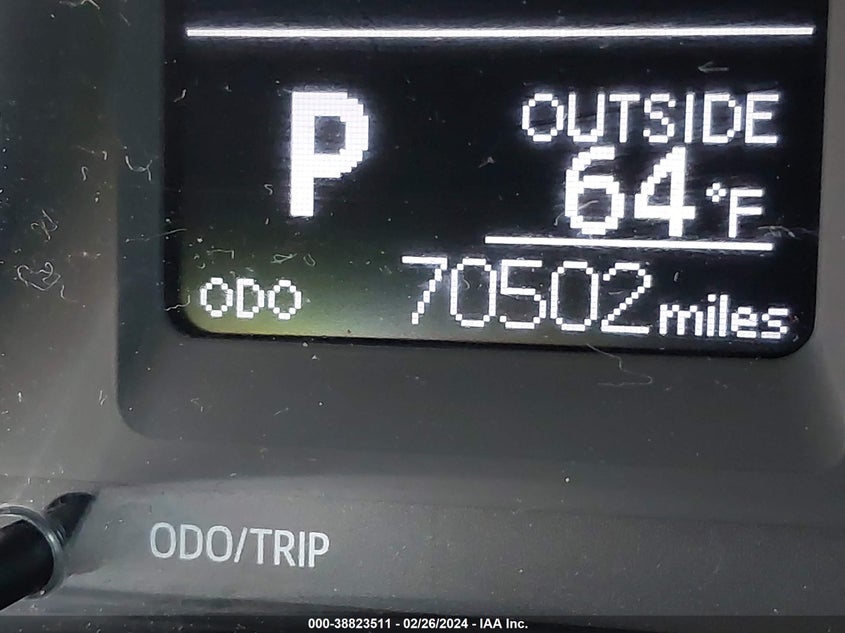 P
OUTSIDE
64°F
ODO 70502 miles
ODO/TRIP
000-38823511 - 02/26/2024 - IAA Inc.